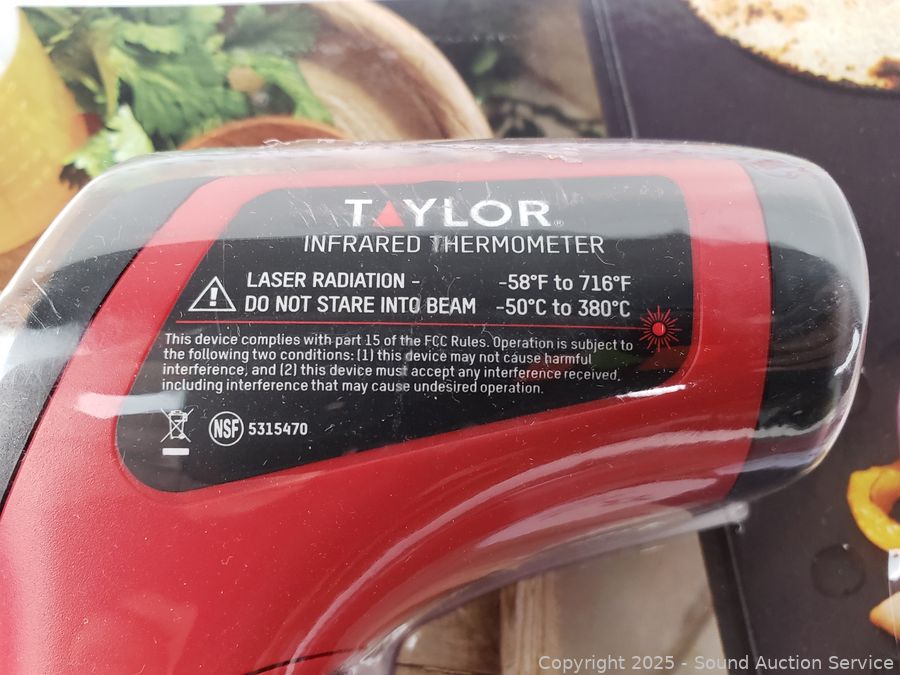 TAYLOR®
INFRARED THERMOMETER
LASER RADIATION -
DO NOT STARE INTO BEAM
-58°F to 716°F
-50°C to 380°C
This device complies with part 15 of the FCC Rules. Operation is subject to
the following two conditions: (1) this device may not cause harmful
interference, and (2) this device must accept any interference received,
including interference that may cause undesired operation.
NSF 5315470
Copyright 2025 - Sound Auction Service